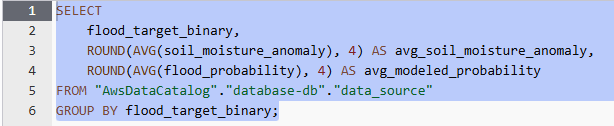 1 SELECT
2 flood_target_binary,
3 ROUND(AVG(soil_moisture_anomaly), 4) AS avg_soil_moisture_anomaly,
4 ROUND(AVG(flood_probability), 4) AS avg_modeled_probability
5 FROM "AwsDataCatalog"."database-db"."data_source"
6 GROUP BY flood_target_binary;